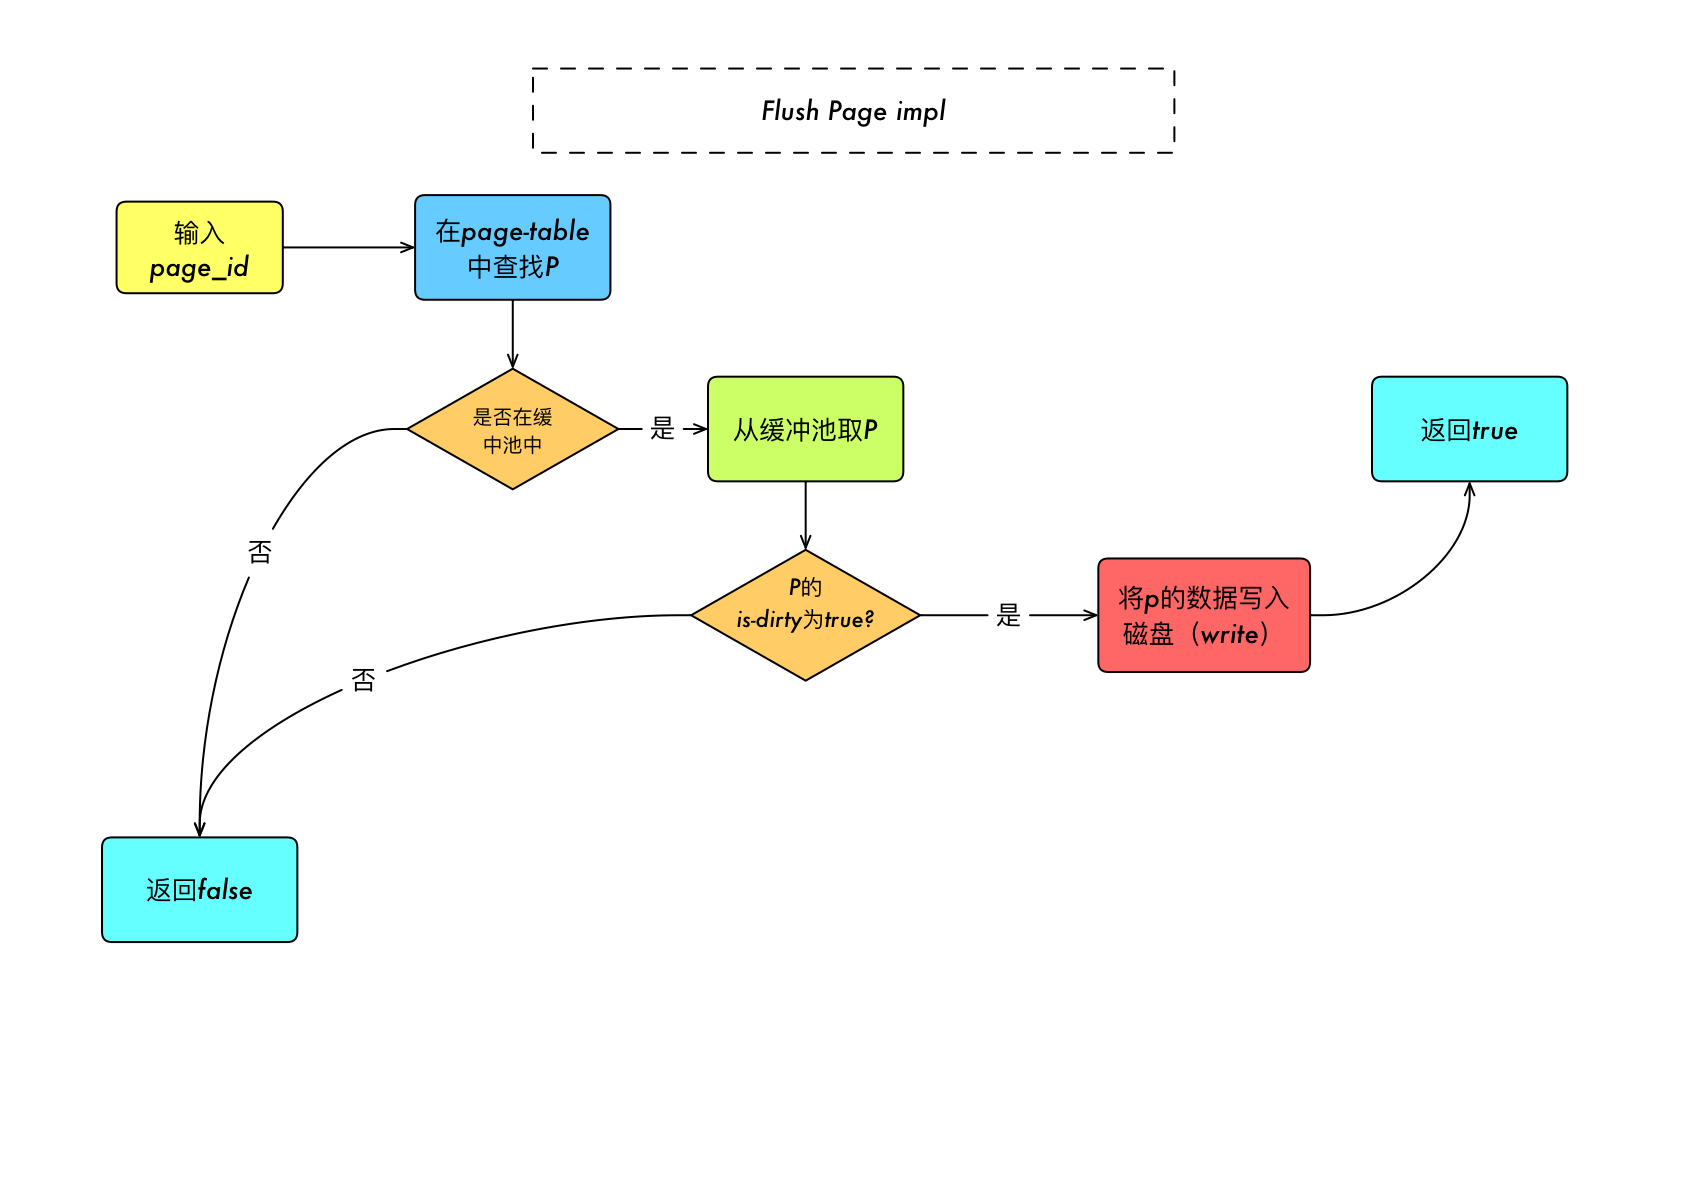 Flush Page impl
输入
page_id
在page-table
中查找P
是否在缓
中池中
是
从缓冲池取P
返回true
否
P的
is-dirty为true?
是
将p的数据写入
磁盘（write）
否
返回false